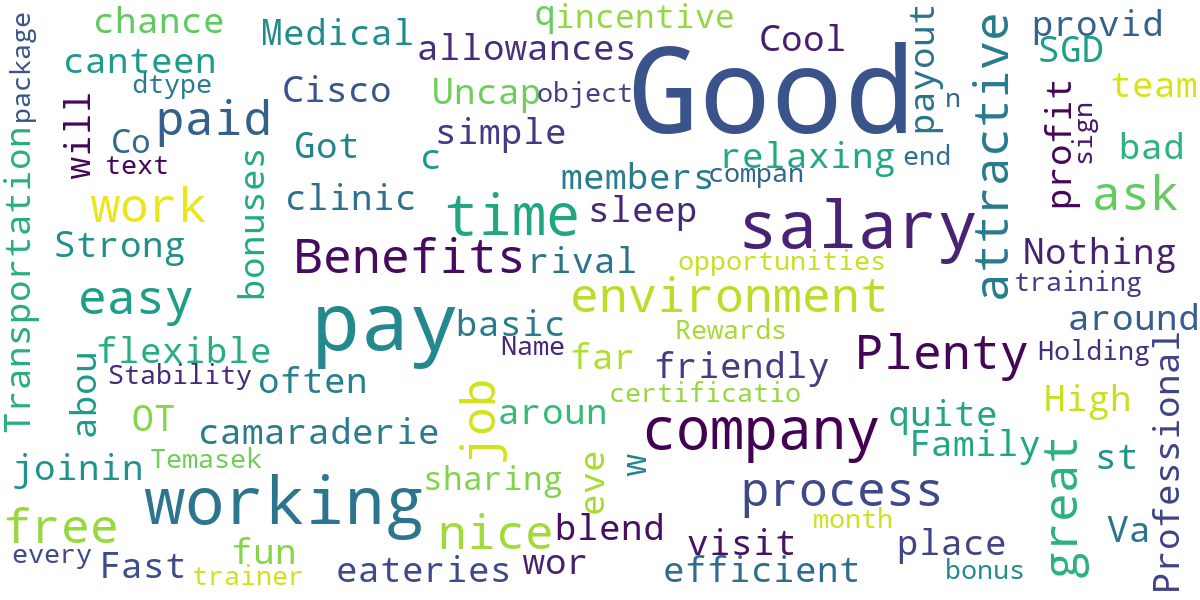 package
chance
Medical
qincentive
allowances
Cool
Good
payout
attractive
provid
SGD
canteen
dtype
Cisco
Uncap
object
n
team
Transportation
will
Co
paid
text
Got
simple
c
relaxing
end
profit
sign
bad
bonuses
clinic
members
compan
ask
work
time
sleep
salary
Strong
Benefits
rival
opportunities
Nothing
training
easy
pay
environment
basic
Rewards
around
abou
flexible
Stability
often
Name
far
friendly
Plenty
Holding
Professional
OT
camaraderie
job
aroun
certificatio
company
quite
High
Family
great
st
joinin
Temasek
working
sharing
eve
w
process
free
nice
blend
month
visit
place
Va
every
Fast
fun
trainer
eateries
wor
efficient
bonus